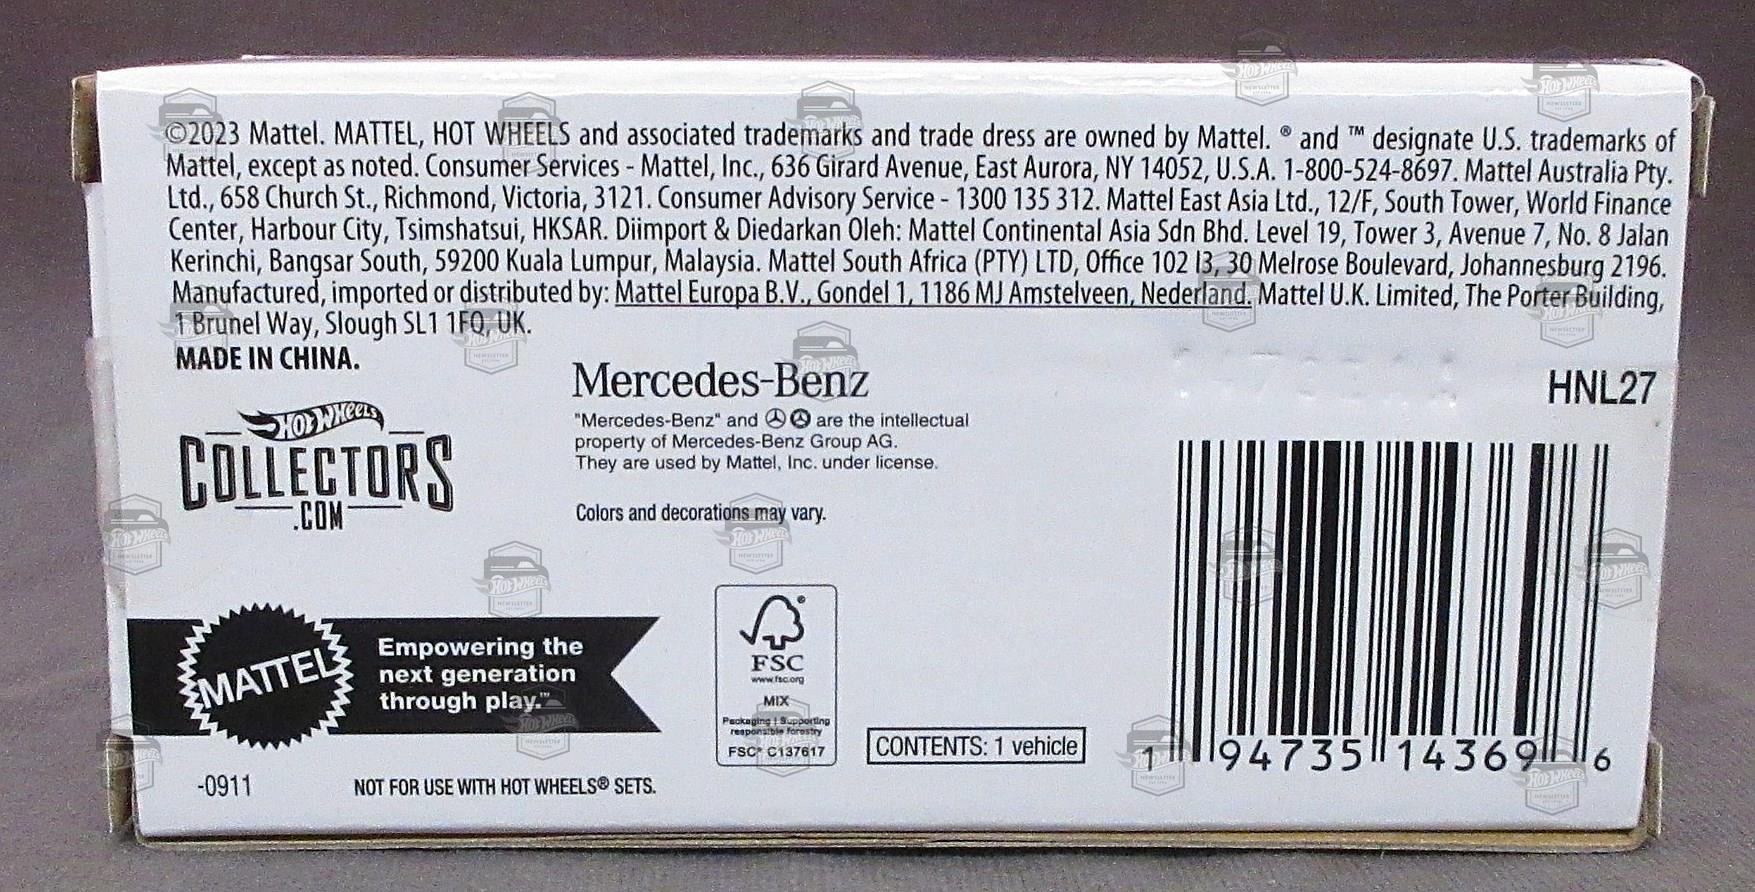 ©2023 Mattel. MATTEL, HOT WHEELS and associated trademarks and trade dress are owned by Mattel. ® and ™ designate U.S. trademarks of
Mattel, except as noted. Consumer Services - Mattel, Inc., 636 Girard Avenue, East Aurora, NY 14052, U.S.A. 1-800-524-8697. Mattel Australia Pty.
Ltd., 658 Church St., Richmond, Victoria, 3121. Consumer Advisory Service - 1300 135 312. Mattel East Asia Ltd., 12/F, South Tower, World Finance
Center, Harbour City, Tsimshatsui, HKSAR. Diimport & Diedarkan Oleh: Mattel Continental Asia Sdn Bhd. Level 19, Tower 3, Avenue 7, No. 8 Jalan
Kerinchi, Bangsar South, 59200 Kuala Lumpur, Malaysia. Mattel South Africa (PTY) LTD, Office 102 I3, 30 Melrose Boulevard, Johannesburg 2196.
Manufactured, imported or distributed by: Mattel Europa B.V., Gondel 1, 1186 MJ Amstelveen, Nederland. Mattel U.K. Limited, The Porter Building,
1 Brunel Way, Slough SL1 1FQ, UK.
MADE IN CHINA.
HOT WHEELS
COLLECTORS
.COM
Mercedes-Benz
"Mercedes-Benz" and are the intellectual
property of Mercedes-Benz Group AG.
They are used by Mattel, Inc. under license.
Colors and decorations may vary.
HNL27
MATTEL
Empowering the
next generation
through play.™
FSC
www.fsc.org
MIX
Packaging | Supporting
responsible forestry
FSC® C137617
CONTENTS: 1 vehicle
1 94735 14369 6
-0911
NOT FOR USE WITH HOT WHEELS® SETS.